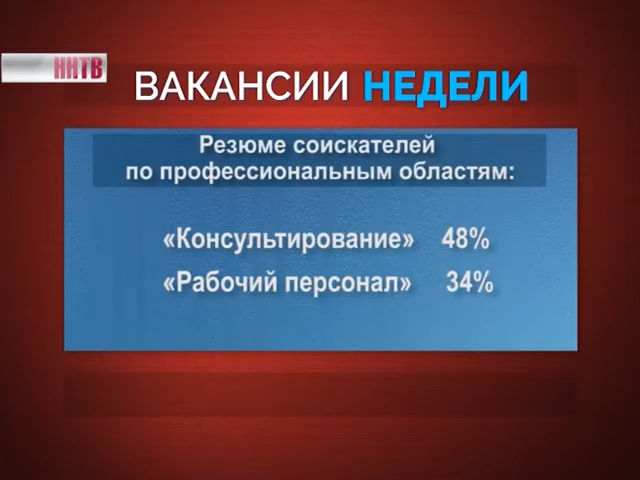 ННТВ
ВАКАНСИИ НЕДЕЛИ
Резюме соискателей
по профессиональным областям:
«Консультирование» 48%
«Рабочий персонал» 34%